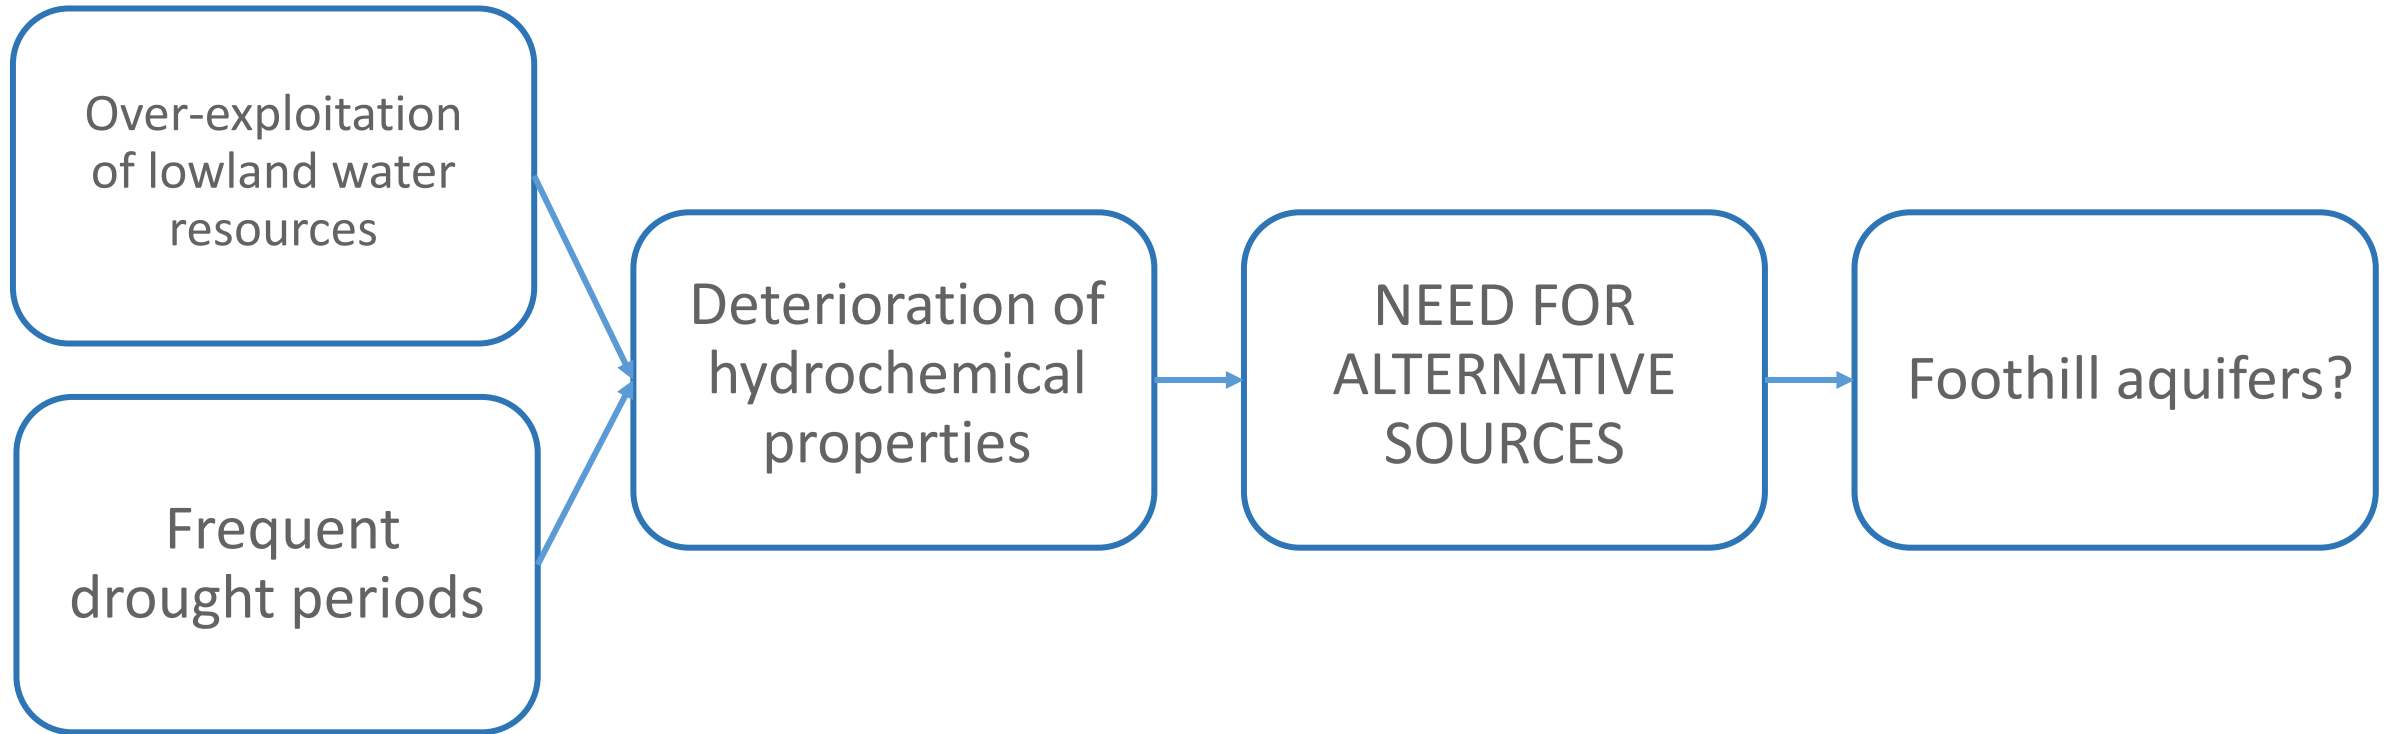 Over-exploitation
of lowland water
resources
Frequent
drought periods
Deterioration of
hydrochemical
properties
NEED FOR
ALTERNATIVE
SOURCES
Foothill aquifers?